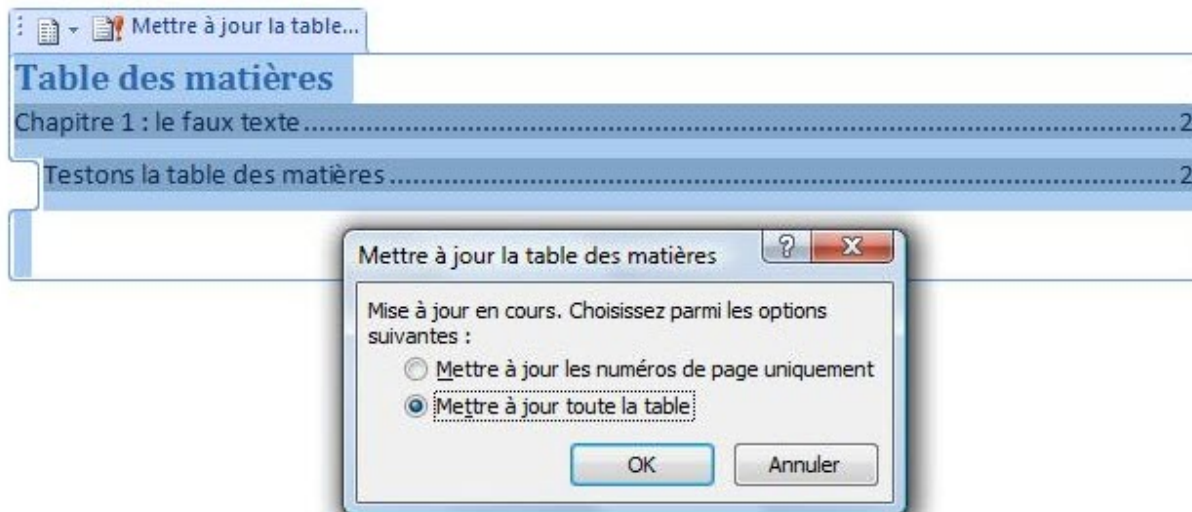 Mettre à jour la table...
Table des matières
Chapitre 1 : le faux texte........................................................................................................2
Testons la table des matières..............................................................................................2
Mettre à jour la table des matières
Mise à jour en cours. Choisissez parmi les options
suivantes :
Mettre à jour les numéros de page uniquement
Mettre à jour toute la table
OK Annuler